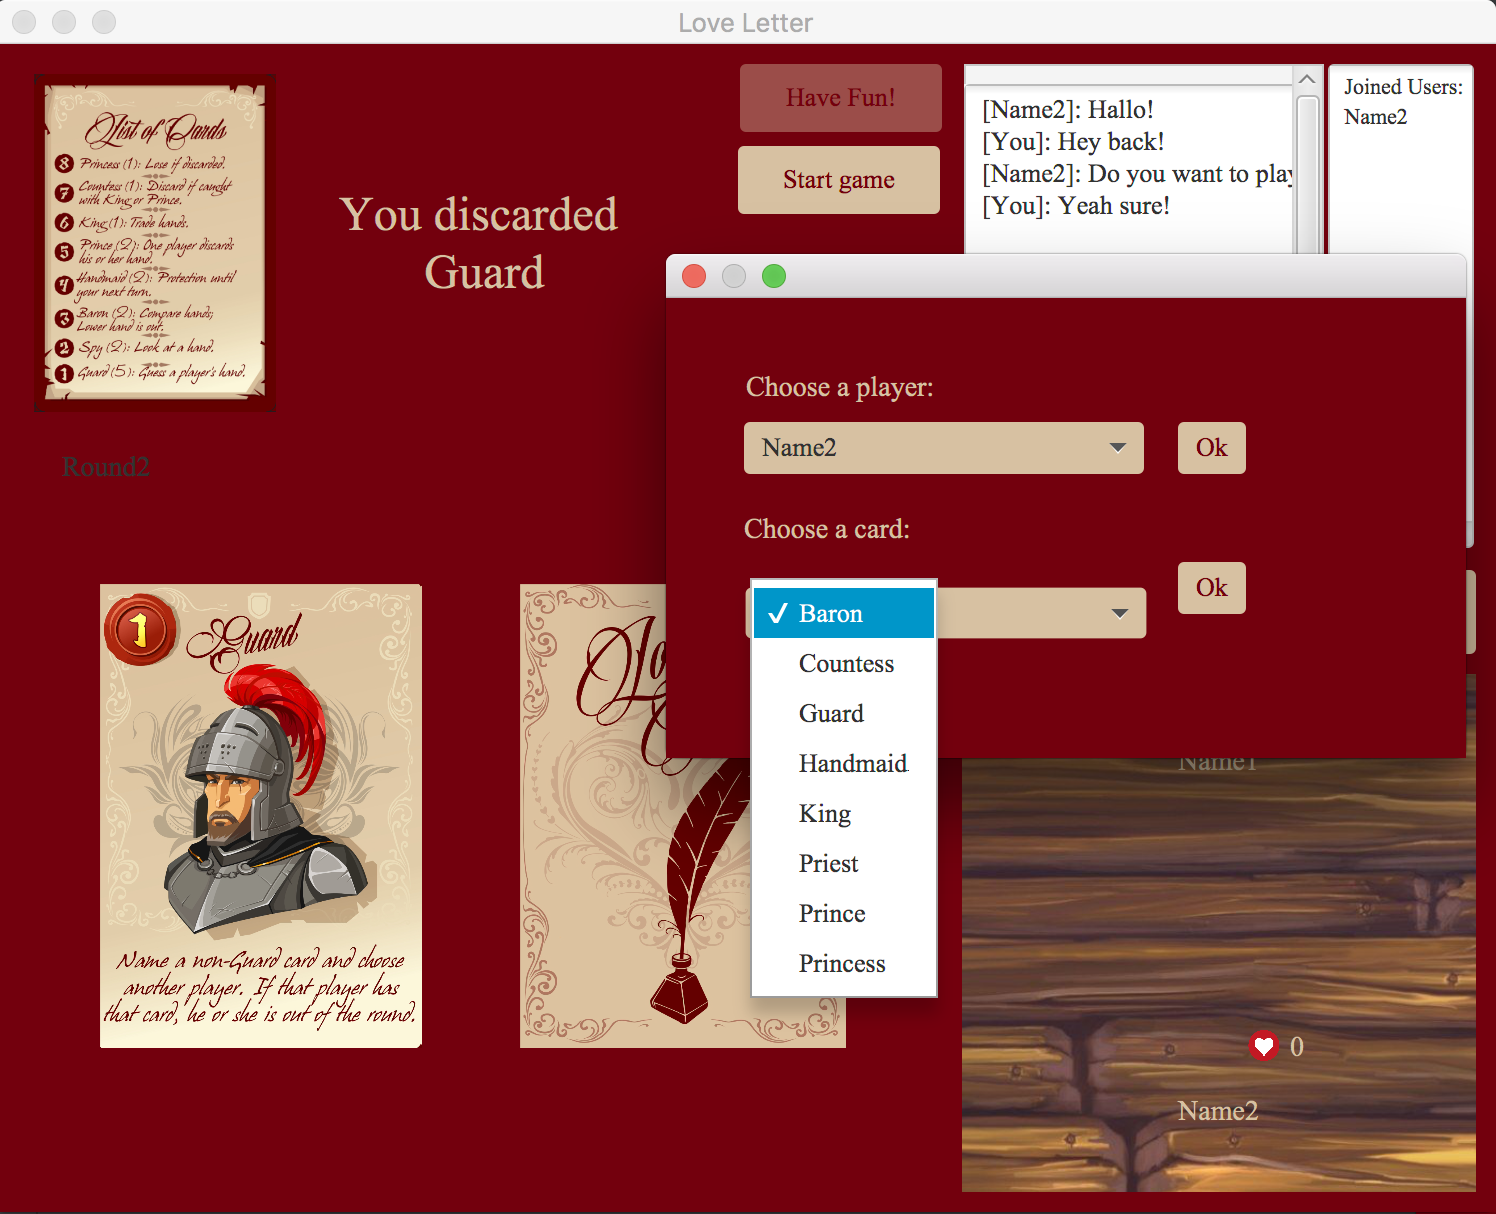 Love Letter
List of Cards
8 Princess (1): Lose if discarded.
7 Countess (1): Discard if caught
with King or Prince.
6 King (1): Trade hands.
5 Prince (2): One player discards
his or her hand.
4 Handmaid (2): Protection until
your next turn.
3 Baron (2): Compare hands;
Lower hand is out.
2 Spy (2): Look at a hand.
1 Guard (5): Guess a player's hand.
You discarded
Guard
Have Fun!
Start game
[Name2]: Hallo!
[You]: Hey back!
[Name2]: Do you want to play
[You]: Yeah sure!
Joined Users:
Name2
Round2
Choose a player:
Name2
Ok
Choose a card:
Ok
✓ Baron
Countess
Guard
Handmaid
King
Priest
Prince
Princess
1
Guard
Name a non-Guard card and choose
another player. If that player has
that card, he or she is out of the round.
Name1
0
Name2